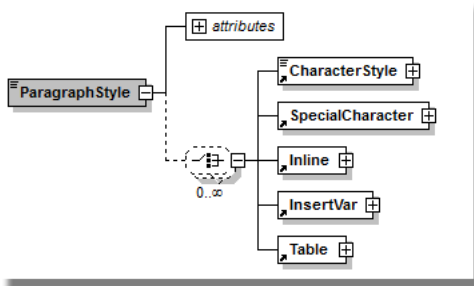 attributes
ParagraphStyle
CharacterStyle
SpecialCharacter
Inline
0..∞
InsertVar
Table